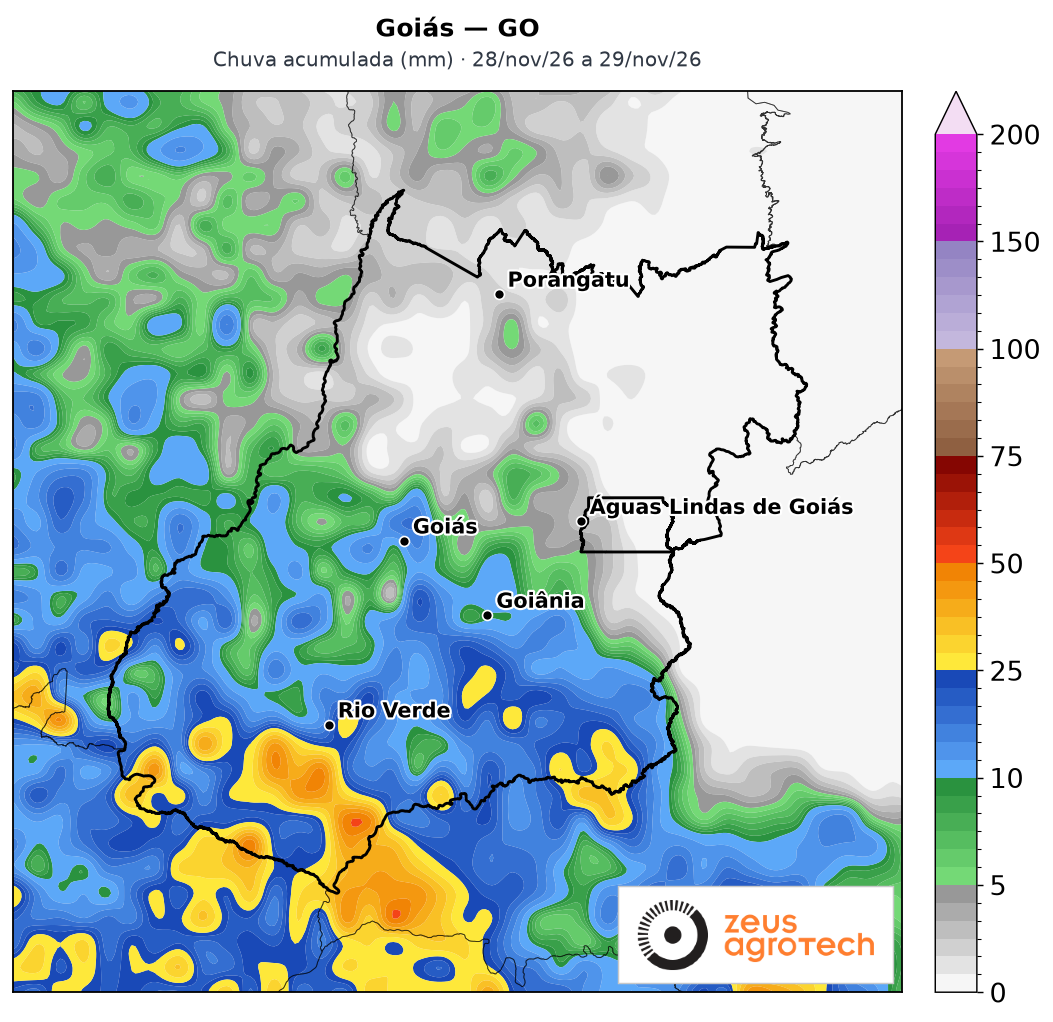 Goiás — GO
Chuva acumulada (mm) · 28/nov/26 a 29/nov/26
200
150
100
75
50
25
10
5
0
Porangatu
Águas Lindas de Goiás
Goiás
Goiânia
Rio Verde
zeus
agrotech